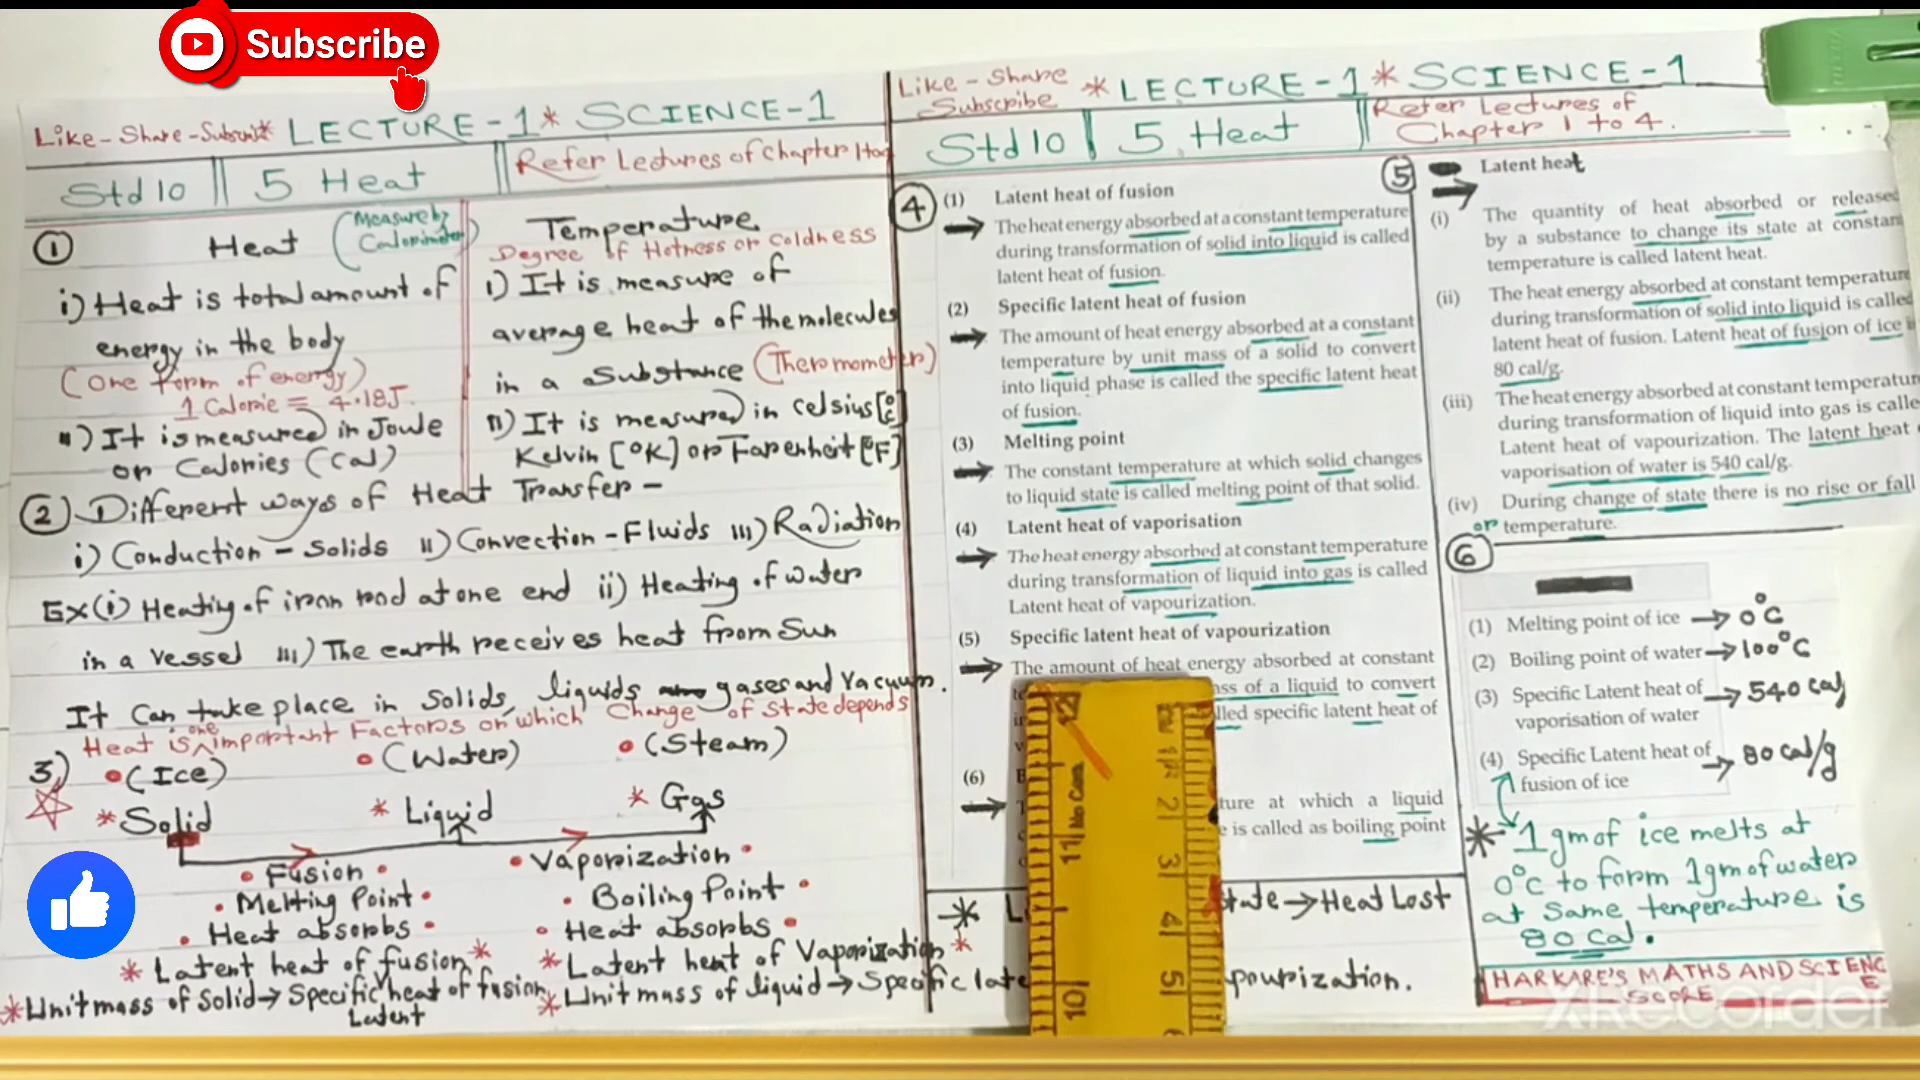 Subscribe
Like-Share-Subscribe* LECTURE-1* SCIENCE-1
Std 10 || 5 Heat || Refer Lectures of Chapter 1 to 4
1 Heat (Measure by Calorimeter)
i) Heat is total amount of
energy in the body
(One form of energy)
1 Calorie = 4.18J.
ii) It is measured in Joule
or Calories (Cal)
Temperature
Degree of Hotness or Coldness
i) It is measure of
average heat of the molecules
in a Substance (Thermometer)
ii) It is measured in Celsius [°C]
Kelvin [°K] or Farenheit [°F]
2 Different ways of Heat Transfer -
i) Conduction - Solids ii) Convection - Fluids iii) Radiation
Ex(i) Heating of iron rod at one end ii) Heating of water
in a vessel iii) The earth receives heat from Sun
It can take place in Solids, liquids gases and Vacuum.
Heat is one important Factors on which Change of State depends
3) (Ice) (Water) (Steam)
* Solid * Liquid * Gas
Fusion Vaporization
Melting Point Boiling Point
Heat absorbs Heat absorbs
* Latent heat of fusion * * Latent heat of Vaporization *
* Unit mass of Solid → Specific Latent heat of fusion * Unit mass of liquid → Specific late pourization.
Like - Share
Subscribe * LECTURE-1 * SCIENCE-1
Std 10 | 5. Heat || Refer Lectures of
Chapter 1 to 4.
4 (1) Latent heat of fusion
The heat energy absorbed at a constant temperature
during transformation of solid into liquid is called
latent heat of fusion.
(2) Specific latent heat of fusion
The amount of heat energy absorbed at a constant
temperature by unit mass of a solid to convert
into liquid phase is called the specific latent heat
of fusion.
(3) Melting point
The constant temperature at which solid changes
to liquid state is called melting point of that solid.
(4) Latent heat of vaporisation
The heat energy absorbed at constant temperature
during transformation of liquid into gas is called
Latent heat of vapourization.
(5) Specific latent heat of vapourization
The amount of heat energy absorbed at constant
ss of a liquid to convert
lled specific latent heat of
(6)
ture at which a liquid
e is called as boiling point
* tate → Heat Lost
5 Latent heat
(i) The quantity of heat absorbed or released
by a substance to change its state at constan
temperature is called latent heat.
(ii) The heat energy absorbed at constant temperature
during transformation of solid into liquid is called
latent heat of fusion. Latent heat of fusion of ice i
80 cal/g.
(iii) The heat energy absorbed at constant temperatur
during transformation of liquid into gas is calle
Latent heat of vapourization. The latent heat
vaporisation of water is 540 cal/g.
(iv) During change of state there is no rise or fall
or temperature.
6
(1) Melting point of ice → 0°C
(2) Boiling point of water → 100°C
(3) Specific Latent heat of → 540 cal/
vaporisation of water
(4) Specific Latent heat of → 80 cal/g
fusion of ice
* 1 gm of ice melts at
0°C to form 1gm of water
at same temperature is
80 Cal.
HARKARE'S MATHS AND SCIENCE
SCORE
XRecorder
No Cona
12
11
10
1
2
3
4
5